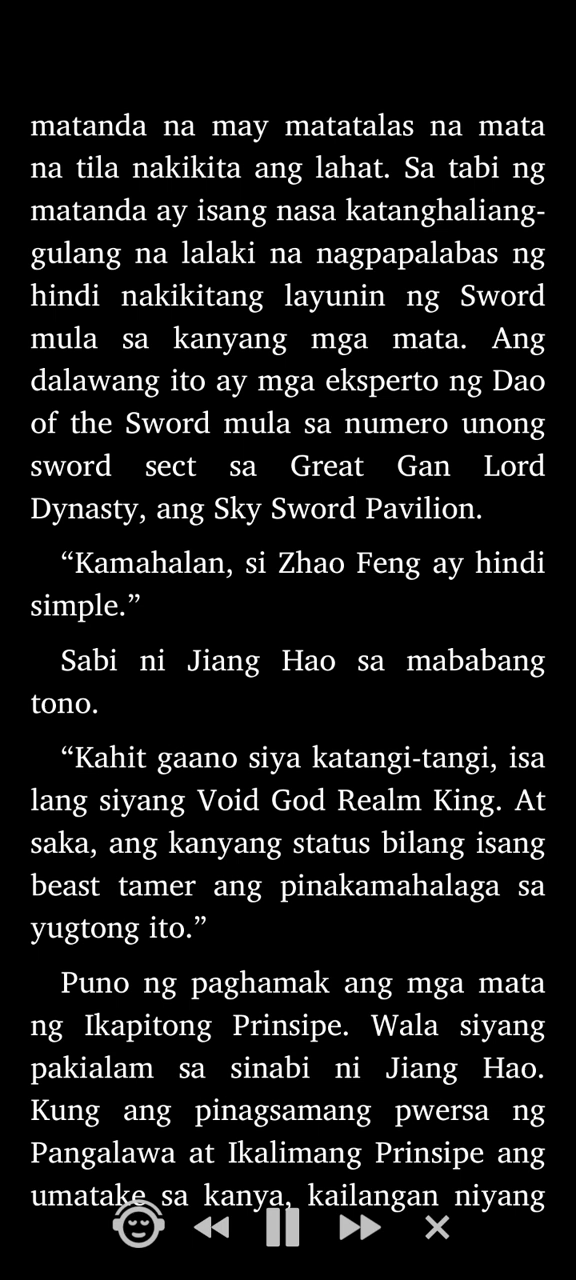 matanda na may matatalas na mata
na tila nakikita ang lahat. Sa tabi ng
matanda ay isang nasa katanghaliang-
gulang na lalaki na nagpapalabas ng
hindi nakikitang layunin ng Sword
mula sa kanyang mga mata. Ang
dalawang ito ay mga eksperto ng Dao
of the Sword mula sa numero unong
sword sect sa Great Gan Lord
Dynasty, ang Sky Sword Pavilion.
“Kamahalan, si Zhao Feng ay hindi
simple.”
Sabi ni Jiang Hao sa mababang
tono.
“Kahit gaano siya katangi-tangi, isa
lang siyang Void God Realm King. At
saka, ang kanyang status bilang isang
beast tamer ang pinakamahalaga sa
yugtong ito.”
Puno ng paghamak ang mga mata
ng Ikapitong Prinsipe. Wala siyang
pakialam sa sinabi ni Jiang Hao.
Kung ang pinagsamang pwersa ng
Pangalawa at Ikalimang Prinsipe ang
umatake sa kanya, kailangan niyang